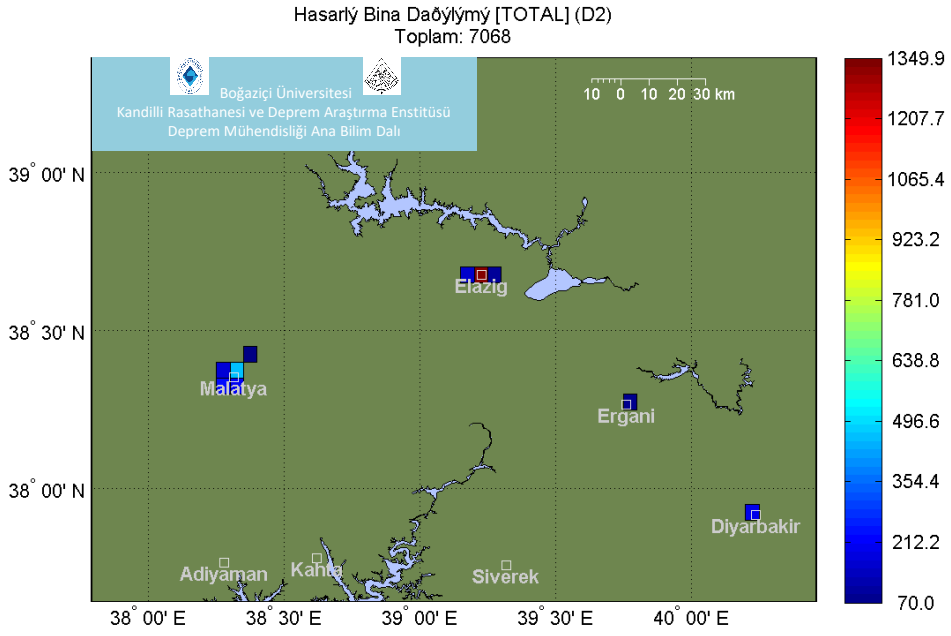 Hasarlý Bina Daðýlýmý [TOTAL] (D2)
Toplam: 7068
Boğaziçi Üniversitesi
Kandilli Rasathanesi ve Deprem Araştırma Enstitüsü
Deprem Mühendisliği Ana Bilim Dalı
10 0 10 20 30 km
39° 00' N
38° 30' N
38° 00' N
Elazig
Malatya
Ergani
Diyarbakir
Adiyaman
Kahta
Siverek
38° 00' E
38° 30' E
39° 00' E
39° 30' E
40° 00' E
1349.9
1207.7
1065.4
923.2
781.0
638.8
496.6
354.4
212.2
70.0